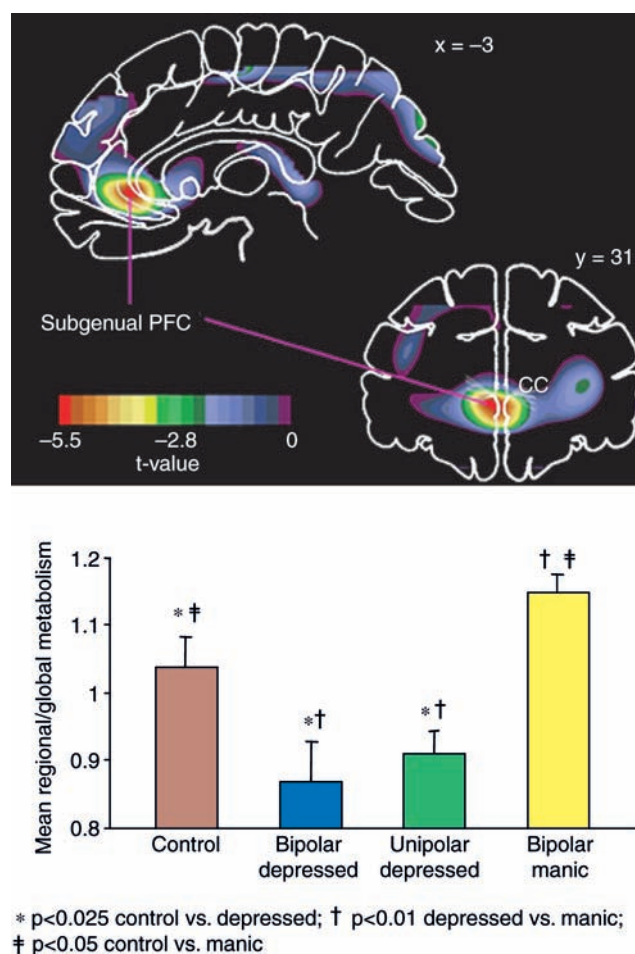 x = –3
y = 31
Subgenual PFC
CC
–5.5
–2.8
0
t-value
Mean regional/global metabolism
1.2
1.1
1
0.9
0.8
* ‡
*†
*†
† ‡
Control
Bipolar
depressed
Unipolar
depressed
Bipolar
manic
* p<0.025 control vs. depressed; † p<0.01 depressed vs. manic;
‡ p<0.05 control vs. manic